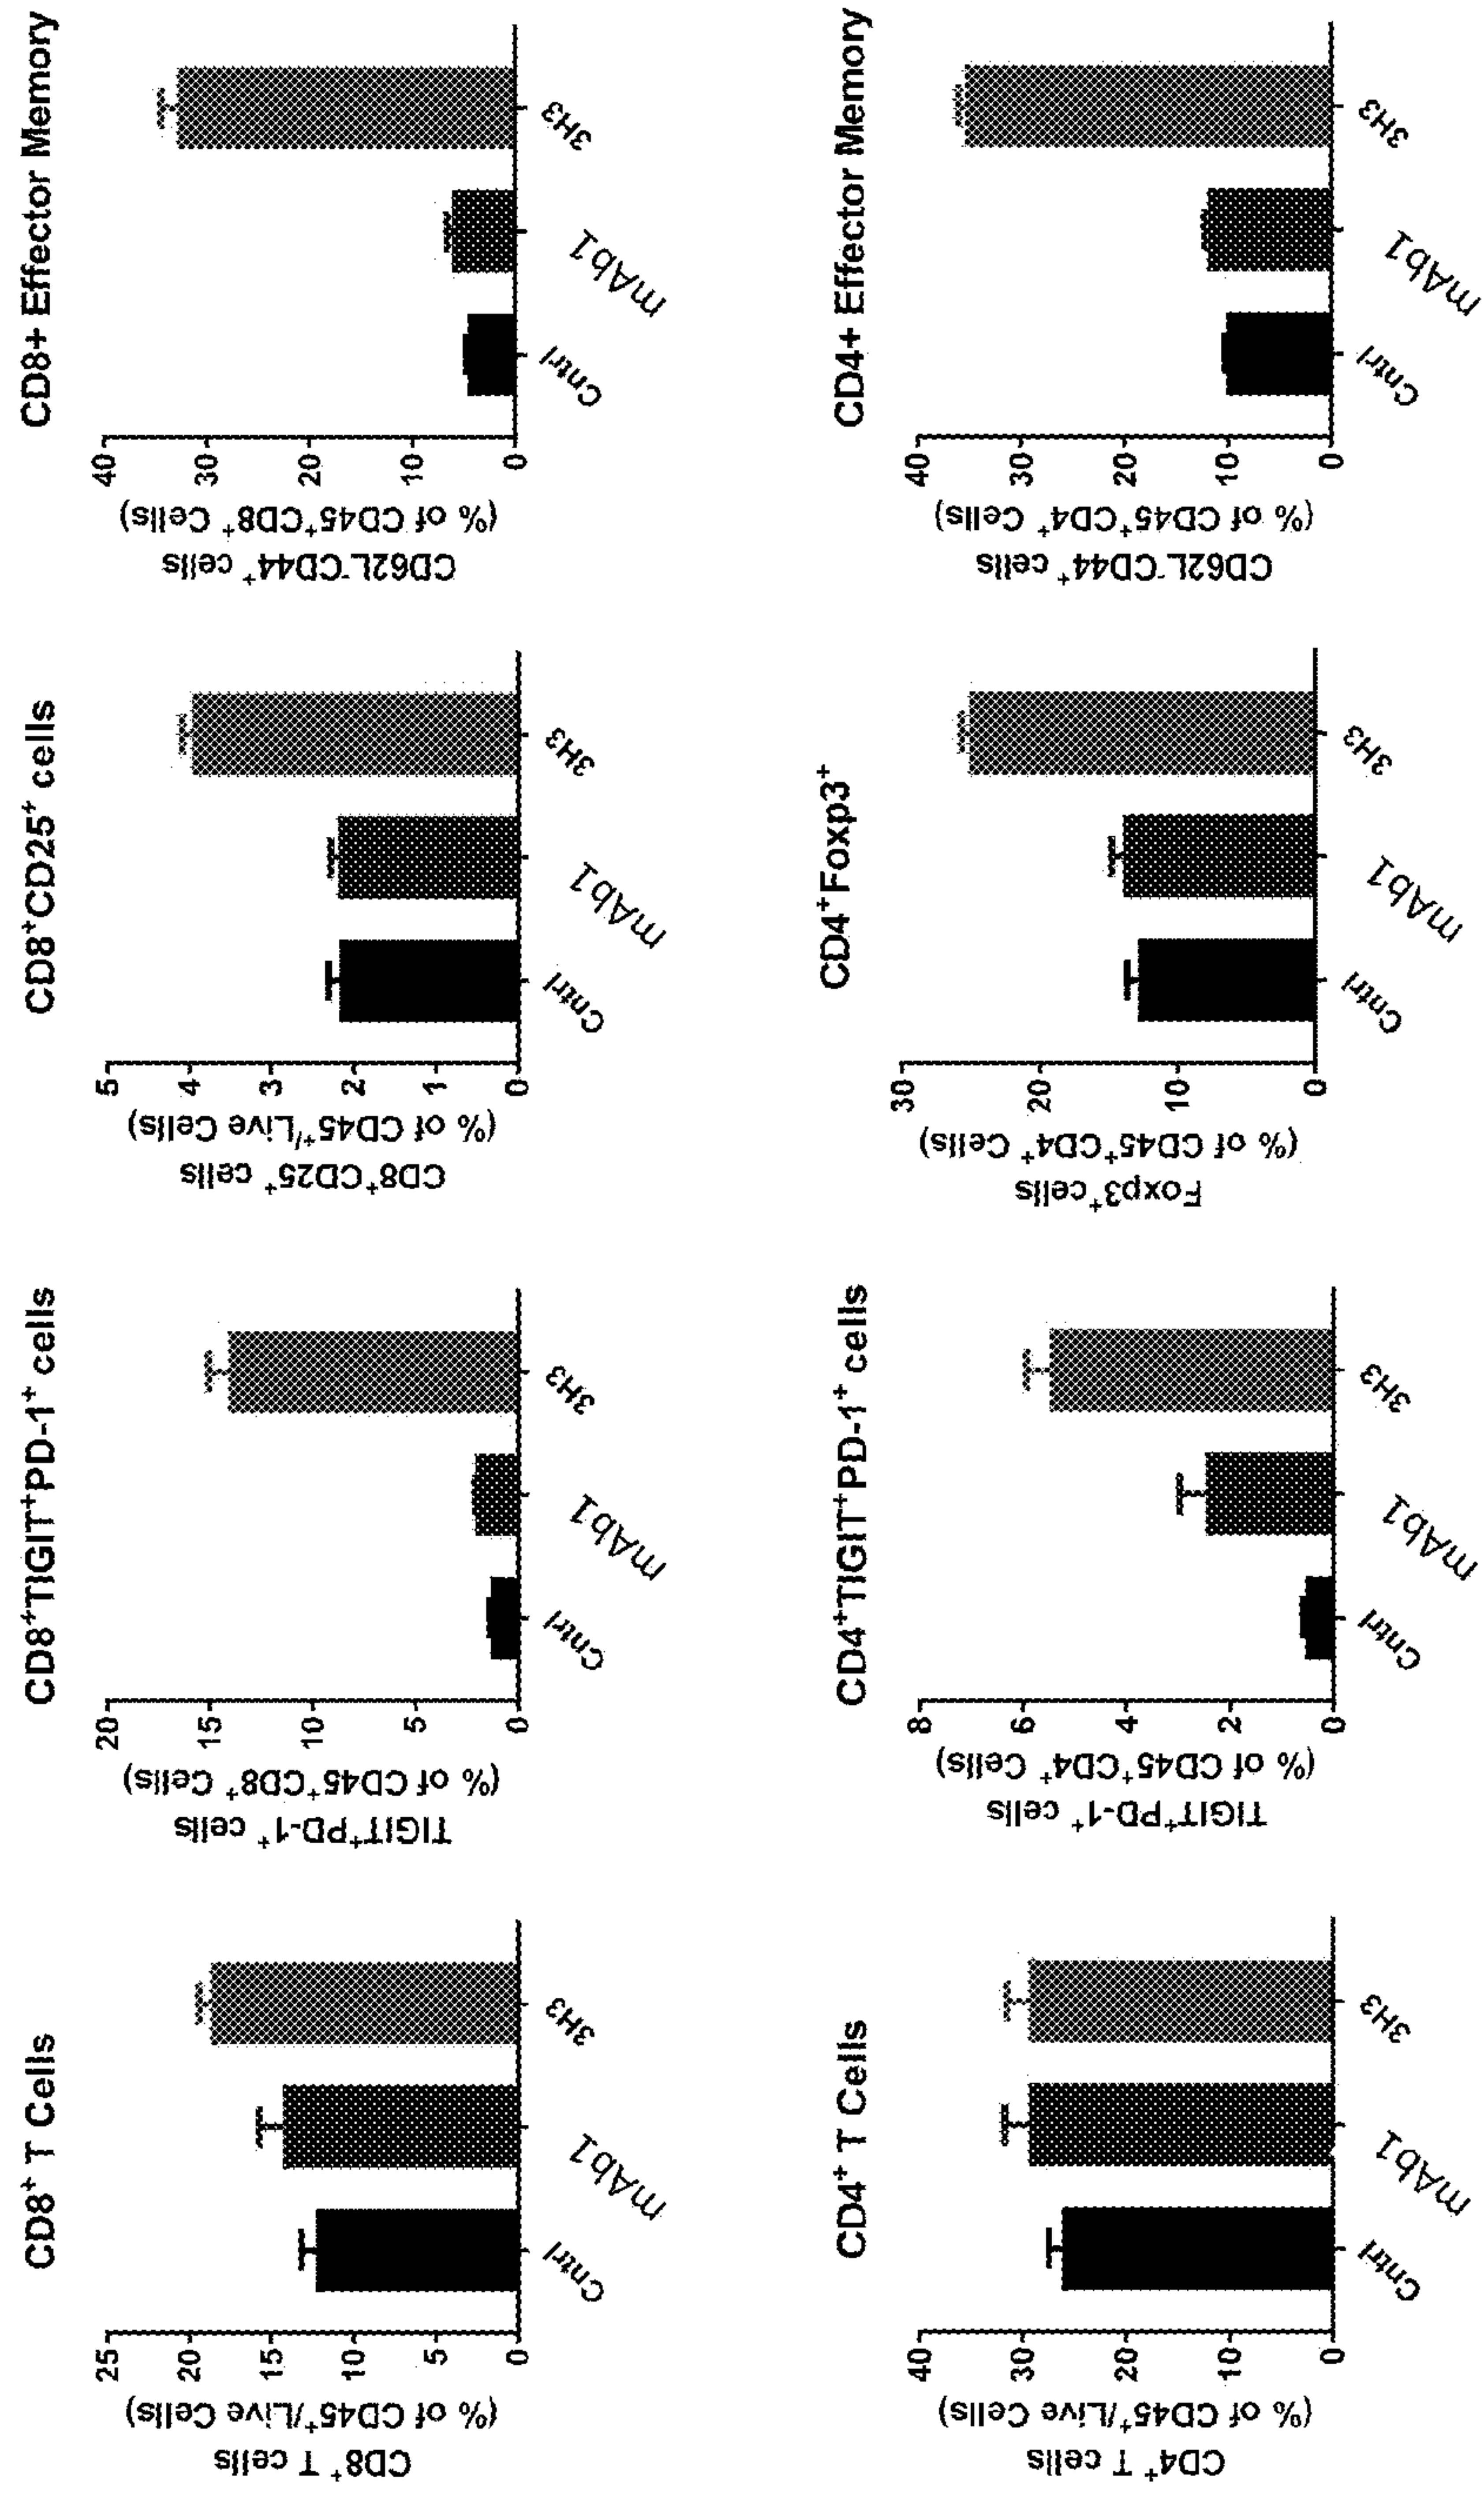 CD8⁺ T Cells
CD8⁺ T cells
(% of CD45⁺/Live Cells)
25
20
15
10
5
0
Cntrl
mAb1
3H3
CD8⁺TIGIT⁺PD-1⁺ cells
TIGIT⁺PD-1⁺ cells
(% of CD45⁺CD8⁺ Cells)
20
15
10
5
0
Cntrl
mAb1
3H3
CD8⁺CD25⁺ cells
CD8⁺CD25⁺ cells
(% of CD45⁺/Live Cells)
5
4
3
2
1
0
Cntrl
mAb1
3H3
CD8+ Effector Memory
CD62L⁻CD44⁺ cells
(% of CD45⁺CD8⁺ Cells)
40
30
20
10
0
Cntrl
mAb1
3H3
CD4⁺ T Cells
CD4⁺ T cells
(% of CD45⁺/Live Cells)
40
30
20
10
0
Cntrl
mAb1
3H3
CD4⁺TIGIT⁺PD-1⁺ cells
TIGIT⁺PD-1⁺ cells
(% of CD45⁺CD4⁺ Cells)
8
6
4
2
0
Cntrl
mAb1
3H3
CD4⁺Foxp3⁺
Foxp3⁺cells
(% of CD45⁺CD4⁺ Cells)
30
20
10
0
Cntrl
mAb1
3H3
CD4+ Effector Memory
CD62L⁻CD44⁺ cells
(% of CD45⁺CD4⁺ Cells)
40
30
20
10
0
Cntrl
mAb1
3H3